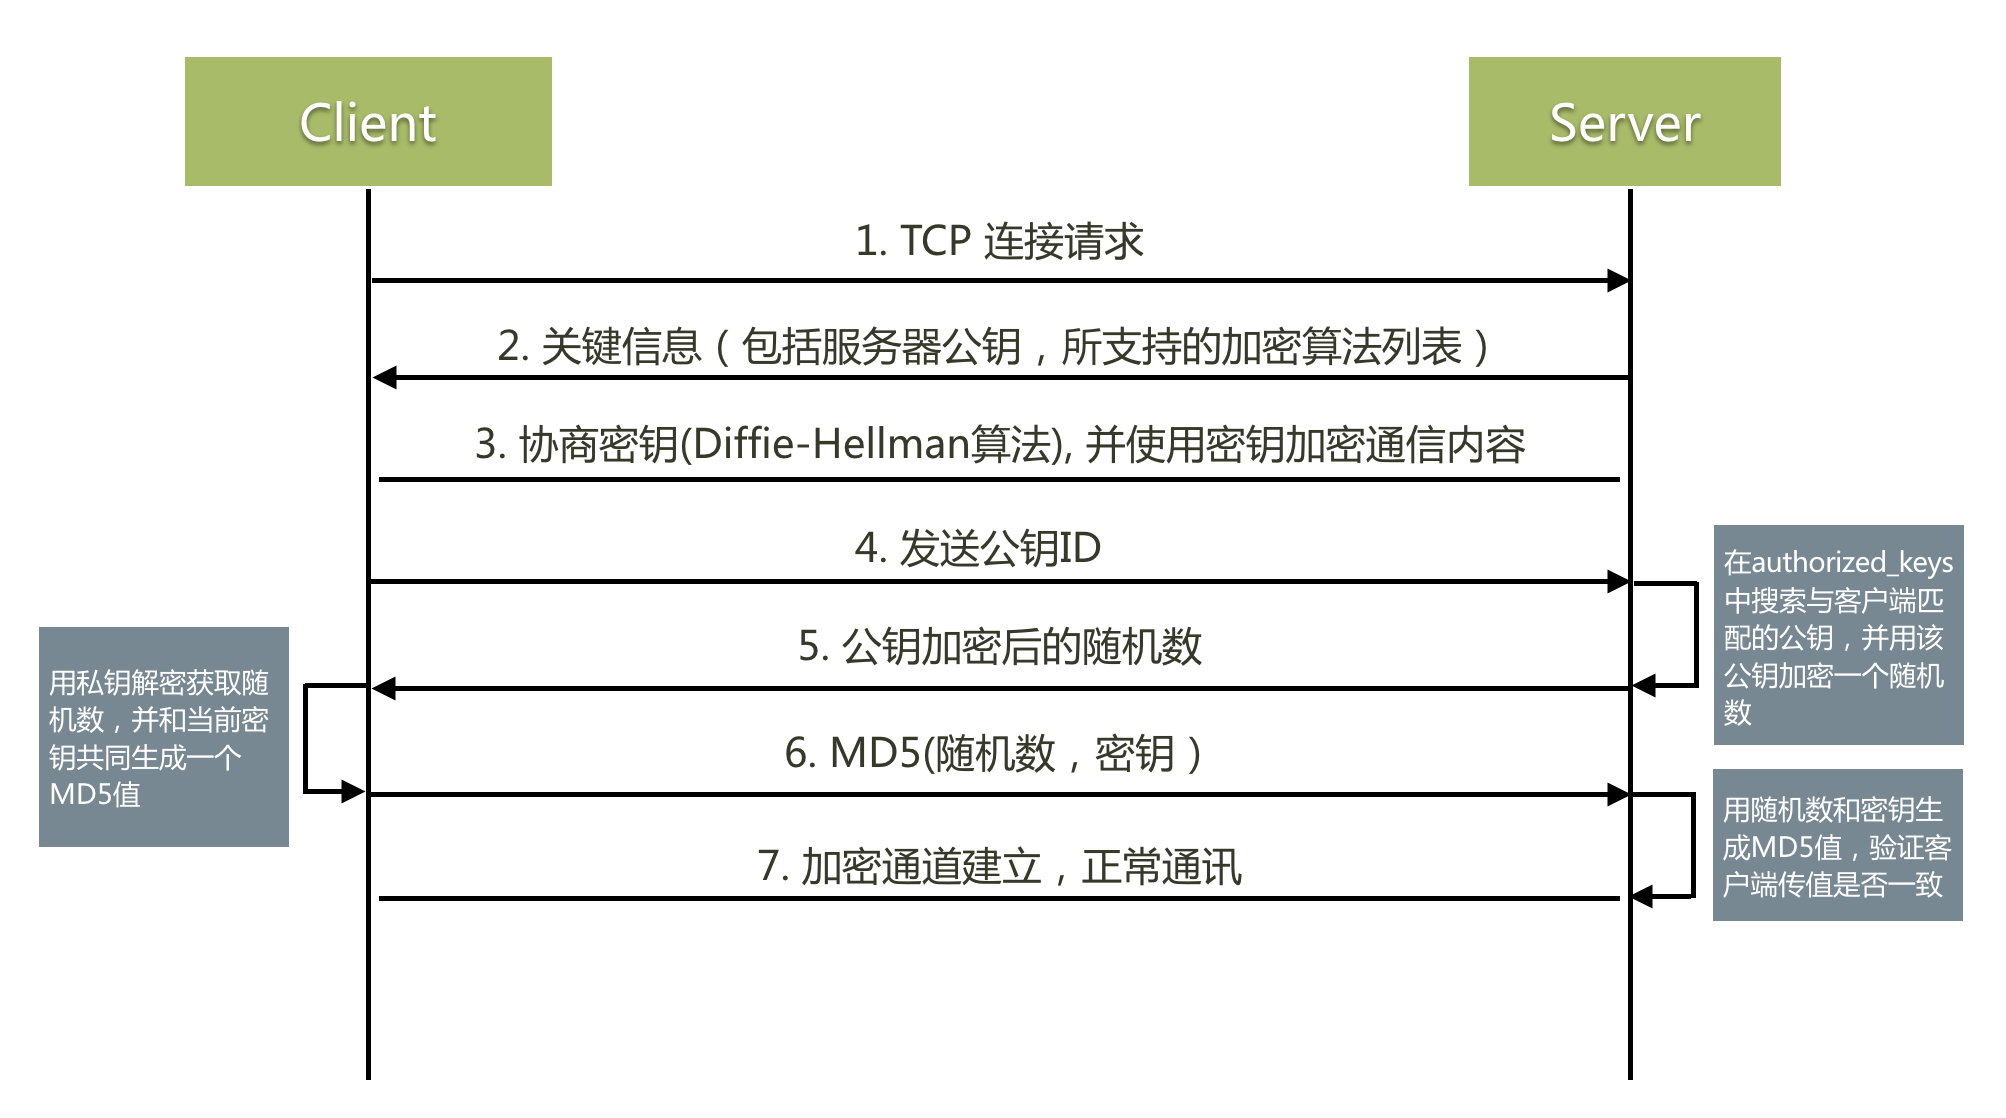 Client
Server
1. TCP 连接请求
2. 关键信息（包括服务器公钥，所支持的加密算法列表）
3. 协商密钥(Diffie-Hellman算法), 并使用密钥加密通信内容
4. 发送公钥ID
在authorized_keys
中搜索与客户端匹
配的公钥，并用该
公钥加密一个随机
数
5. 公钥加密后的随机数
用私钥解密获取随
机数，并和当前密
钥共同生成一个
MD5值
6. MD5(随机数，密钥）
用随机数和密钥生
成MD5值，验证客
户端传值是否一致
7. 加密通道建立，正常通讯